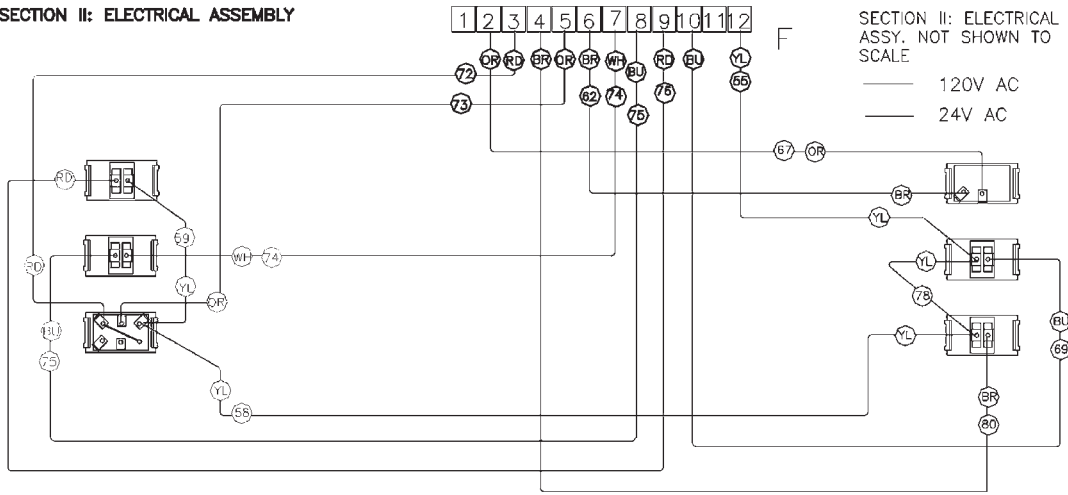 SECTION II: ELECTRICAL ASSEMBLY
1 2 3 4 5 6 7 8 9 10 11 12
F
SECTION II: ELECTRICAL
ASSY. NOT SHOWN TO
SCALE
120V AC
24V AC
OR RD BR OR BR WH BU RD BU YL
72
73
62
74
75
76
55
67 OR
RD
BR
YL
59
WH 74
RD
YL
OR
YL
78
BU
75
YL
BU
69
YL
58
BR
80